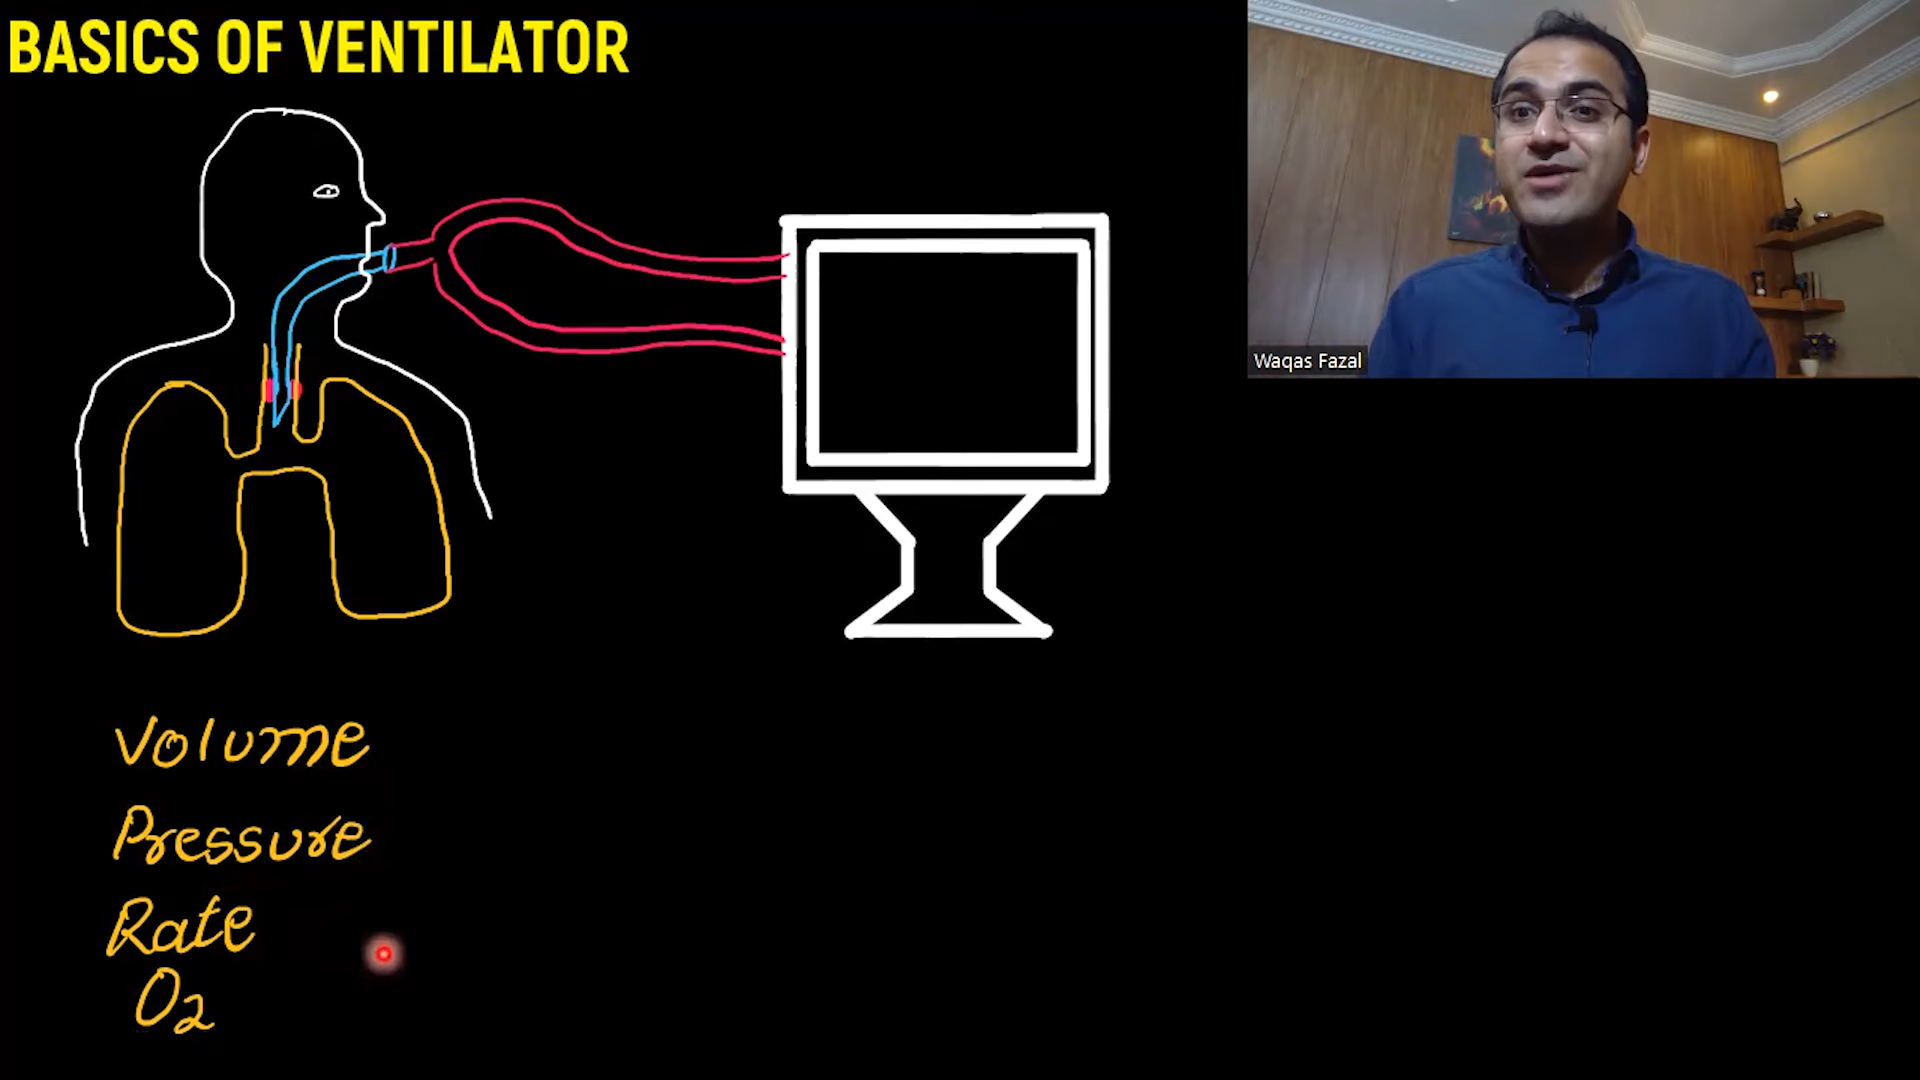 BASICS OF VENTILATOR
Waqas Fazal
Volume
Pressure
Rate
O2